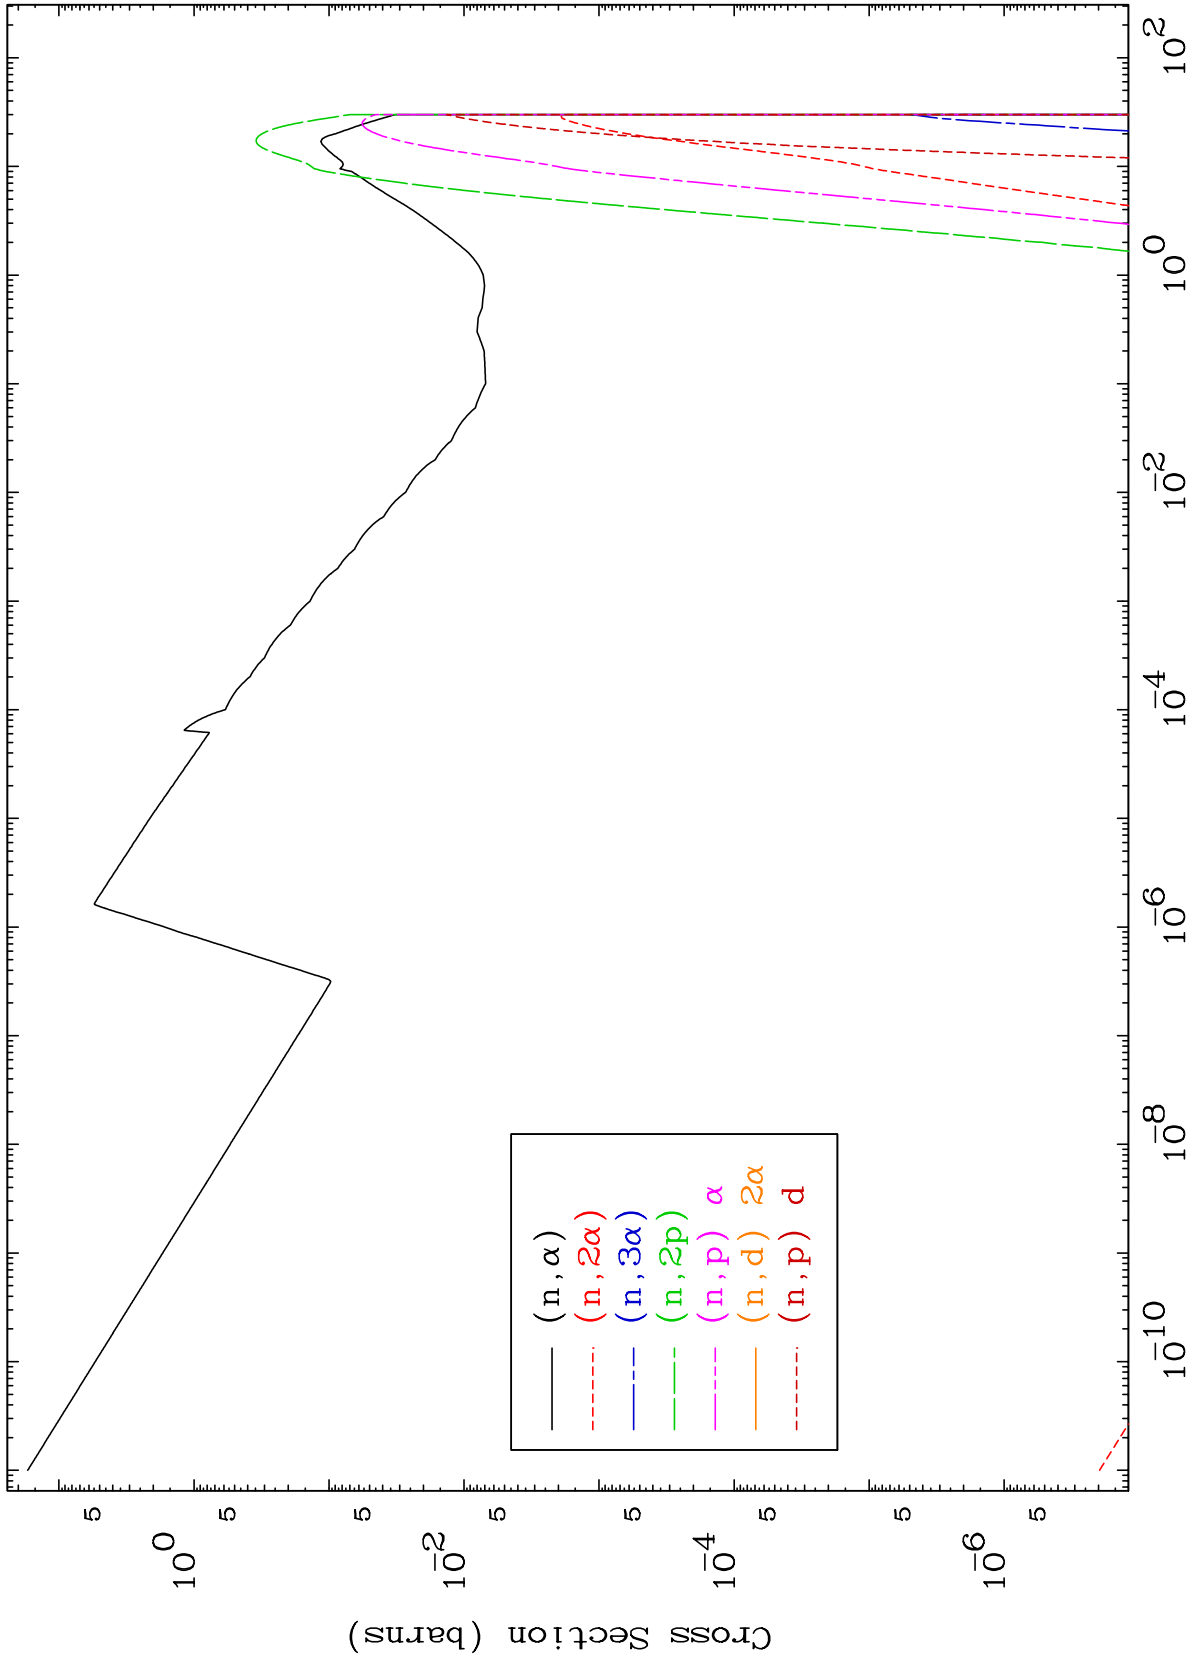 Cross Section (barns)
5
10^0
5
10^-2
5
5
10^-4
5
5
10^-6
5
(n,α)
(n,2α)
(n,3α)
(n,2p)
(n,p) α
(n,d) 2α
(n,p) d
10^-10
10^-8
10^-6
10^-4
10^-2
10^0
10^2